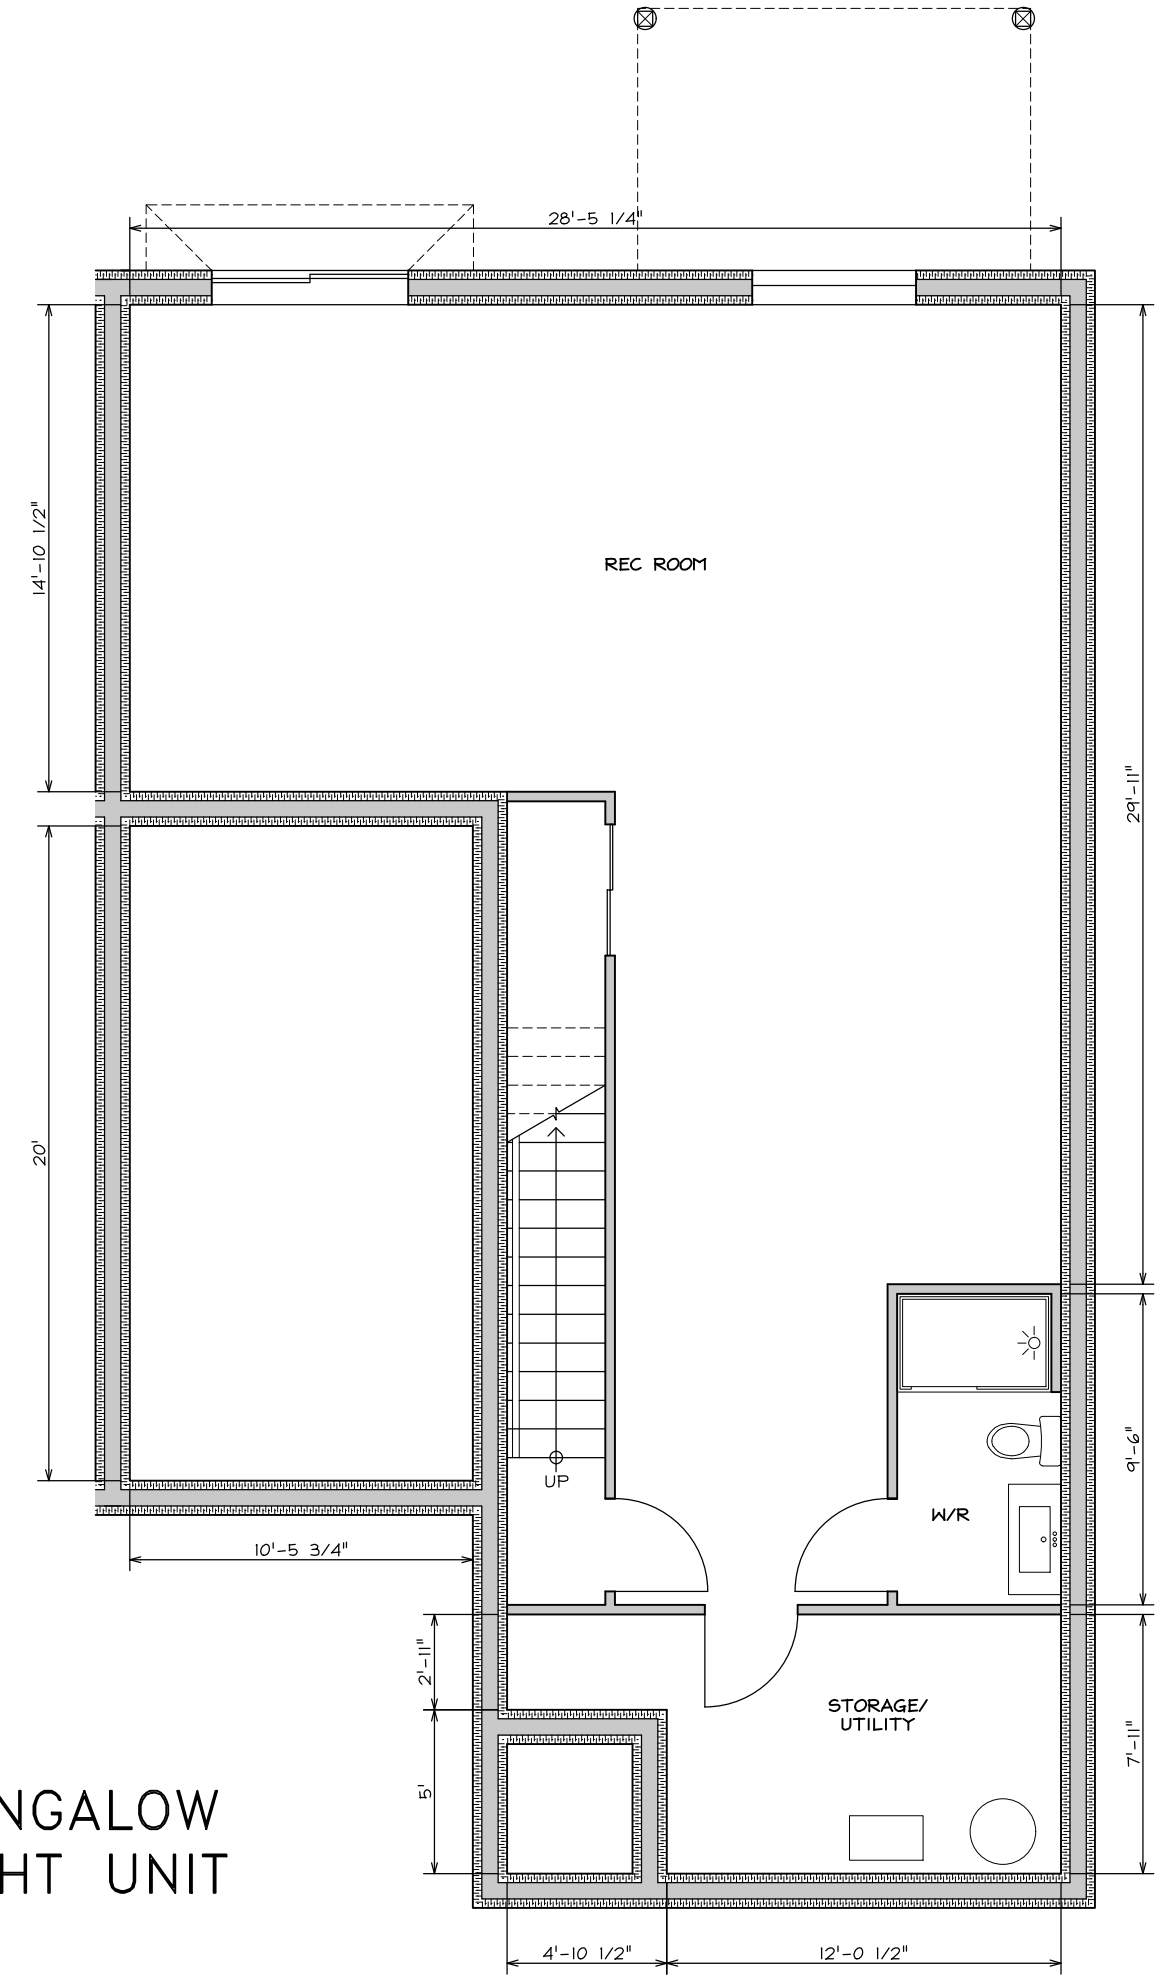 28'-5 1/4"
14'-10 1/2"
REC ROOM
29'-11"
20'
UP
9'-6"
W/R
10'-5 3/4"
2'-11"
STORAGE/
UTILITY
7'-11"
5'
NGALOW
HT UNIT
4'-10 1/2"
12'-0 1/2"